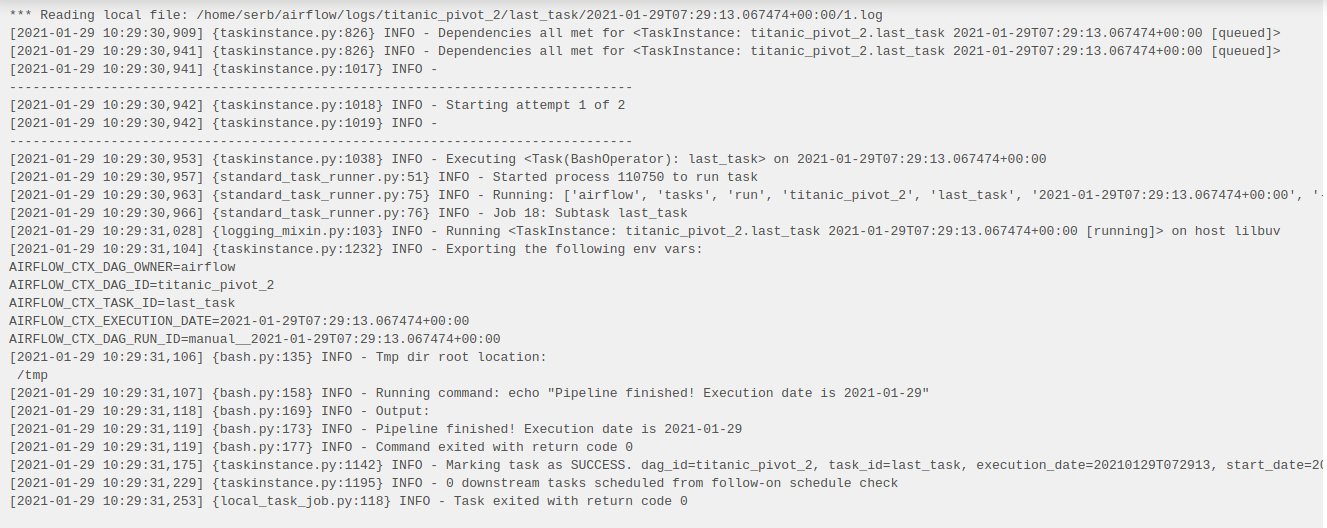 *** Reading local file: /home/serb/airflow/logs/titanic_pivot_2/last_task/2021-01-29T07:29:13.067474+00:00/1.log
[2021-01-29 10:29:30,909] {taskinstance.py:826} INFO - Dependencies all met for <TaskInstance: titanic_pivot_2.last_task 2021-01-29T07:29:13.067474+00:00 [queued]>
[2021-01-29 10:29:30,941] {taskinstance.py:826} INFO - Dependencies all met for <TaskInstance: titanic_pivot_2.last_task 2021-01-29T07:29:13.067474+00:00 [queued]>
[2021-01-29 10:29:30,941] {taskinstance.py:1017} INFO -
--------------------------------------------------------------------------------
[2021-01-29 10:29:30,942] {taskinstance.py:1018} INFO - Starting attempt 1 of 2
[2021-01-29 10:29:30,942] {taskinstance.py:1019} INFO -
--------------------------------------------------------------------------------
[2021-01-29 10:29:30,953] {taskinstance.py:1038} INFO - Executing <Task(BashOperator): last_task> on 2021-01-29T07:29:13.067474+00:00
[2021-01-29 10:29:30,957] {standard_task_runner.py:51} INFO - Started process 110750 to run task
[2021-01-29 10:29:30,963] {standard_task_runner.py:75} INFO - Running: ['airflow', 'tasks', 'run', 'titanic_pivot_2', 'last_task', '2021-01-29T07:29:13.067474+00:00', '-
[2021-01-29 10:29:30,966] {standard_task_runner.py:76} INFO - Job 18: Subtask last_task
[2021-01-29 10:29:31,028] {logging_mixin.py:103} INFO - Running <TaskInstance: titanic_pivot_2.last_task 2021-01-29T07:29:13.067474+00:00 [running]> on host lilbuv
[2021-01-29 10:29:31,104] {taskinstance.py:1232} INFO - Exporting the following env vars:
AIRFLOW_CTX_DAG_OWNER=airflow
AIRFLOW_CTX_DAG_ID=titanic_pivot_2
AIRFLOW_CTX_TASK_ID=last_task
AIRFLOW_CTX_EXECUTION_DATE=2021-01-29T07:29:13.067474+00:00
AIRFLOW_CTX_DAG_RUN_ID=manual__2021-01-29T07:29:13.067474+00:00
[2021-01-29 10:29:31,106] {bash.py:135} INFO - Tmp dir root location:
 /tmp
[2021-01-29 10:29:31,107] {bash.py:158} INFO - Running command: echo "Pipeline finished! Execution date is 2021-01-29"
[2021-01-29 10:29:31,118] {bash.py:169} INFO - Output:
[2021-01-29 10:29:31,119] {bash.py:173} INFO - Pipeline finished! Execution date is 2021-01-29
[2021-01-29 10:29:31,119] {bash.py:177} INFO - Command exited with return code 0
[2021-01-29 10:29:31,175] {taskinstance.py:1142} INFO - Marking task as SUCCESS. dag_id=titanic_pivot_2, task_id=last_task, execution_date=20210129T072913, start_date=20
[2021-01-29 10:29:31,229] {taskinstance.py:1195} INFO - 0 downstream tasks scheduled from follow-on schedule check
[2021-01-29 10:29:31,253] {local_task_job.py:118} INFO - Task exited with return code 0